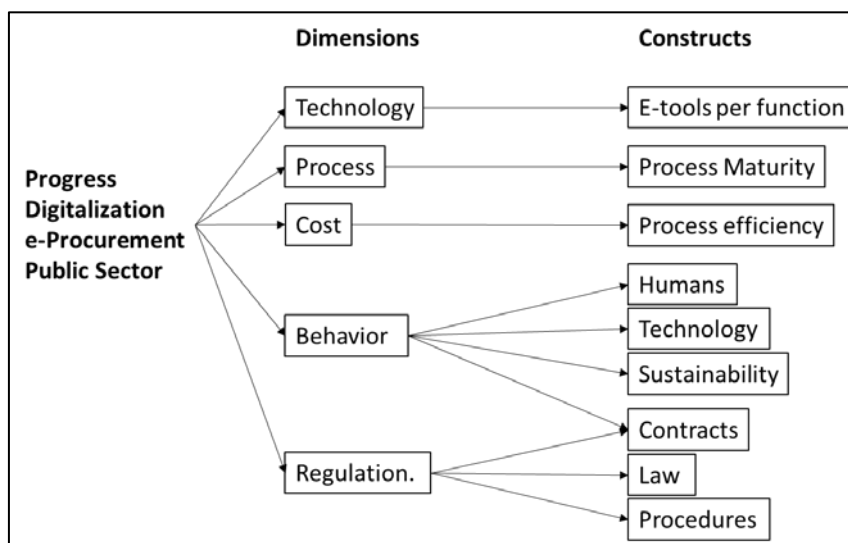 Dimensions
Constructs
Technology
E-tools per function
Process
Process Maturity
Progress
Digitalization
e-Procurement
Public Sector
Cost
Process efficiency
Humans
Behavior
Technology
Sustainability
Contracts
Regulation.
Law
Procedures